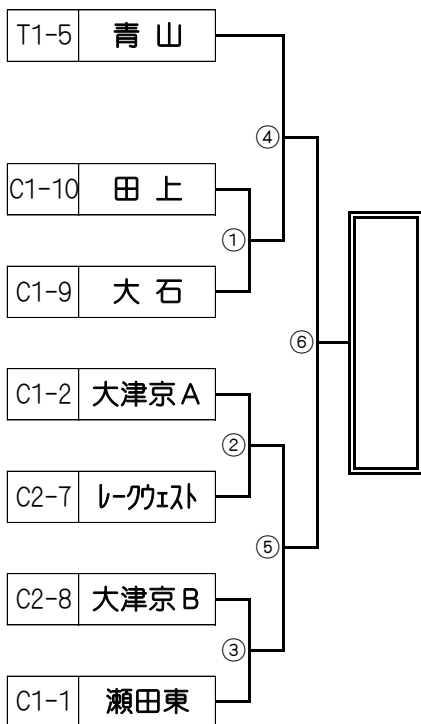 T1-5 青山
④
C1-10 田上
①
C1-9 大石
⑥
C1-2 大津京A
②
C2-7 レークウェスト
⑤
C2-8 大津京B
③
C1-1 瀬田東